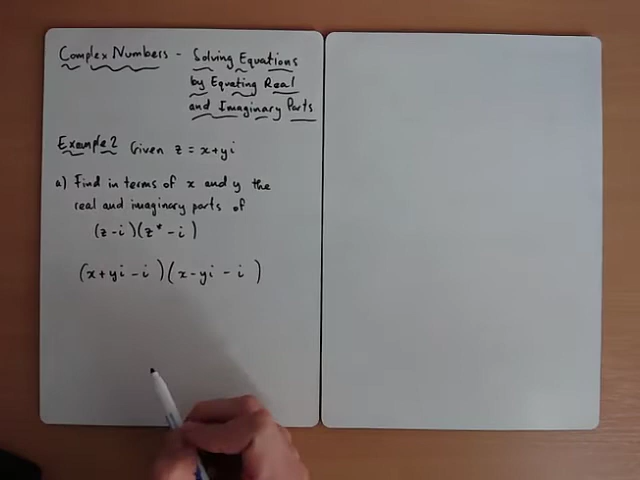 Complex Numbers - Solving Equations
by Equating Real
and Imaginary Parts
Example 2 Given z = x+yi
a) Find in terms of x and y the
real and imaginary parts of
(z-i)(z* -i)
(x+yi -i)(x-yi -i)